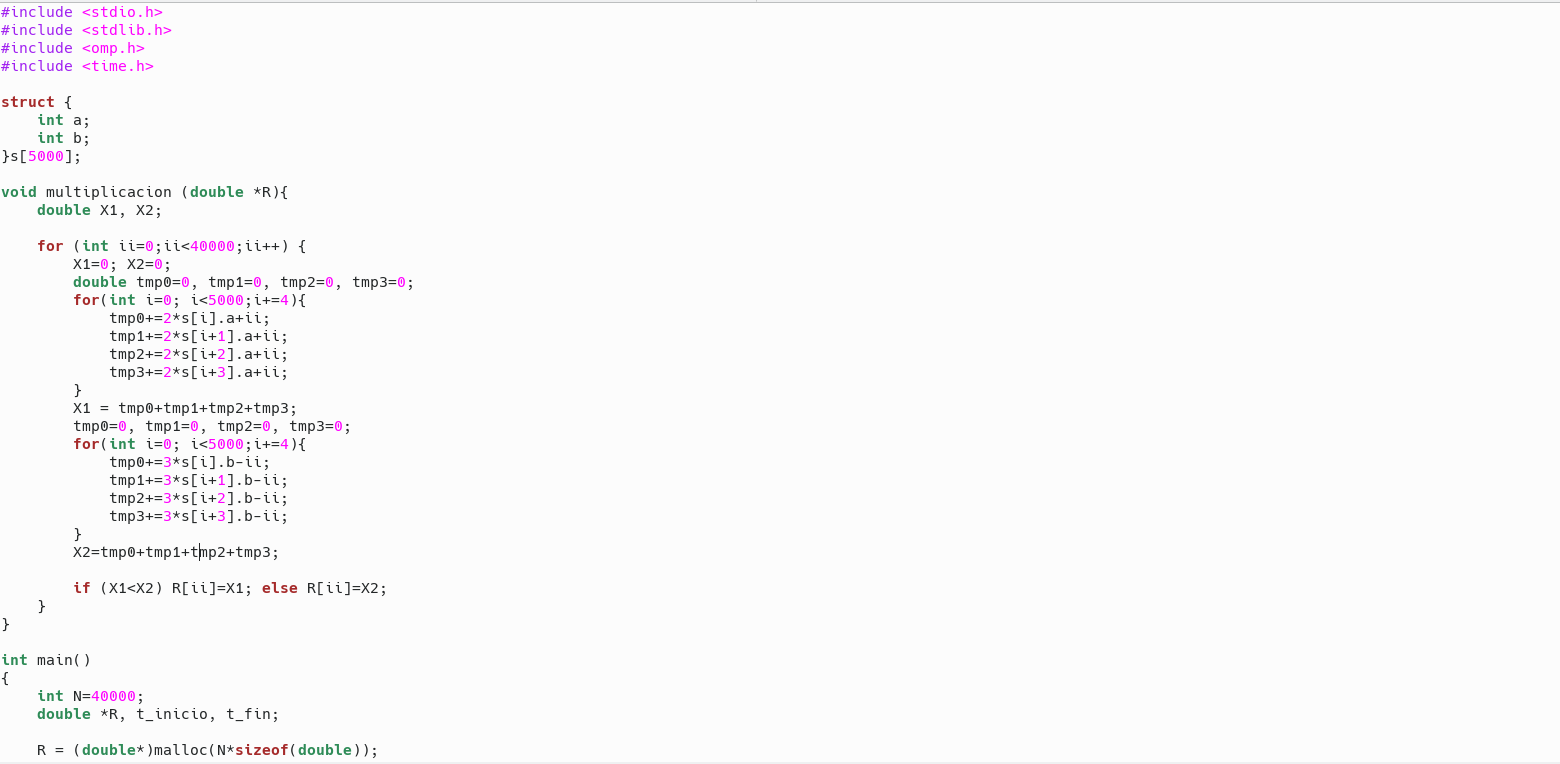 #include <stdio.h>
#include <stdlib.h>
#include <omp.h>
#include <time.h>

struct {
    int a;
    int b;
}s[5000];

void multiplicacion (double *R){
    double X1, X2;

    for (int ii=0;ii<40000;ii++) {
        X1=0; X2=0;
        double tmp0=0, tmp1=0, tmp2=0, tmp3=0;
        for(int i=0; i<5000;i+=4){
            tmp0+=2*s[i].a+ii;
            tmp1+=2*s[i+1].a+ii;
            tmp2+=2*s[i+2].a+ii;
            tmp3+=2*s[i+3].a+ii;
        }
        X1 = tmp0+tmp1+tmp2+tmp3;
        tmp0=0, tmp1=0, tmp2=0, tmp3=0;
        for(int i=0; i<5000;i+=4){
            tmp0+=3*s[i].b-ii;
            tmp1+=3*s[i+1].b-ii;
            tmp2+=3*s[i+2].b-ii;
            tmp3+=3*s[i+3].b-ii;
        }
        X2=tmp0+tmp1+tmp2+tmp3;

        if (X1<X2) R[ii]=X1; else R[ii]=X2;
    }
}

int main()
{
    int N=40000;
    double *R, t_inicio, t_fin;

    R = (double*)malloc(N*sizeof(double));